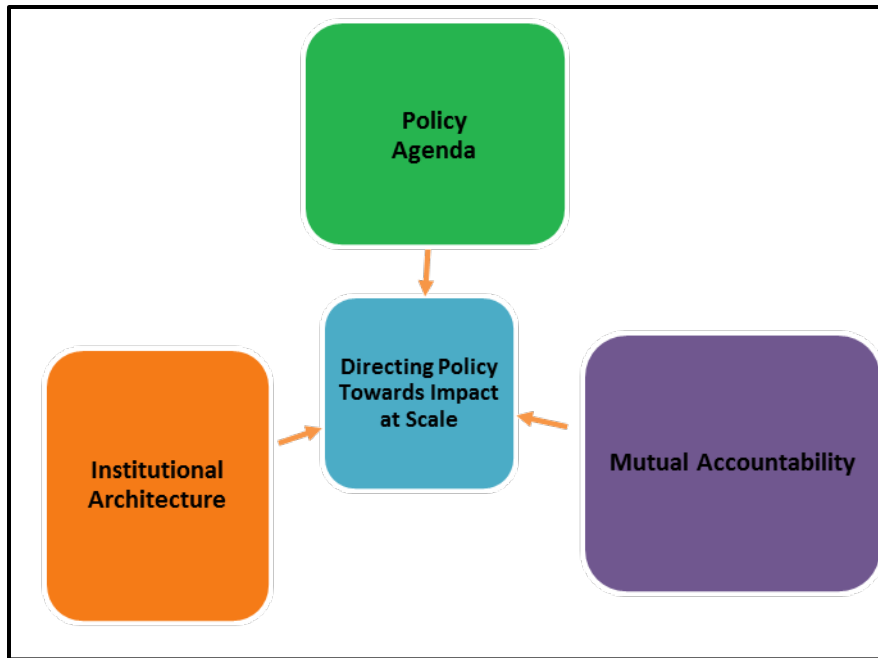 Policy
Agenda
Directing Policy
Towards Impact
at Scale
Institutional
Architecture
Mutual Accountability